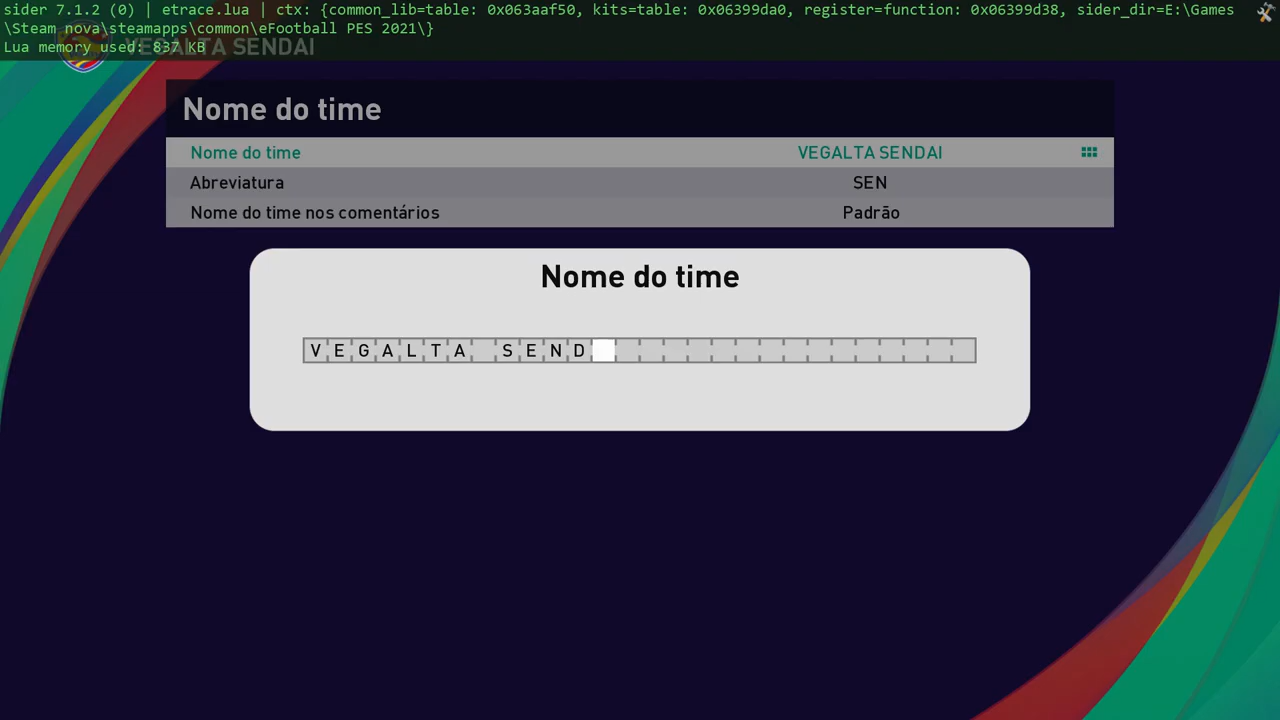 sider 7.1.2 (0) | etrace.lua | ctx: {common_lib=table: 0x063aaf50, kits=table: 0x06399da0, register=function: 0x06399d38, sider_dir=E:\Games
\Steam nova\steamapps\common\eFootball PES 2021\}
Lua memory used: 837 KB
VEGALTA SENDAI
Nome do time
Nome do time VEGALTA SENDAI
Abreviatura SEN
Nome do time nos comentários Padrão
Nome do time
VEGALTA SEND